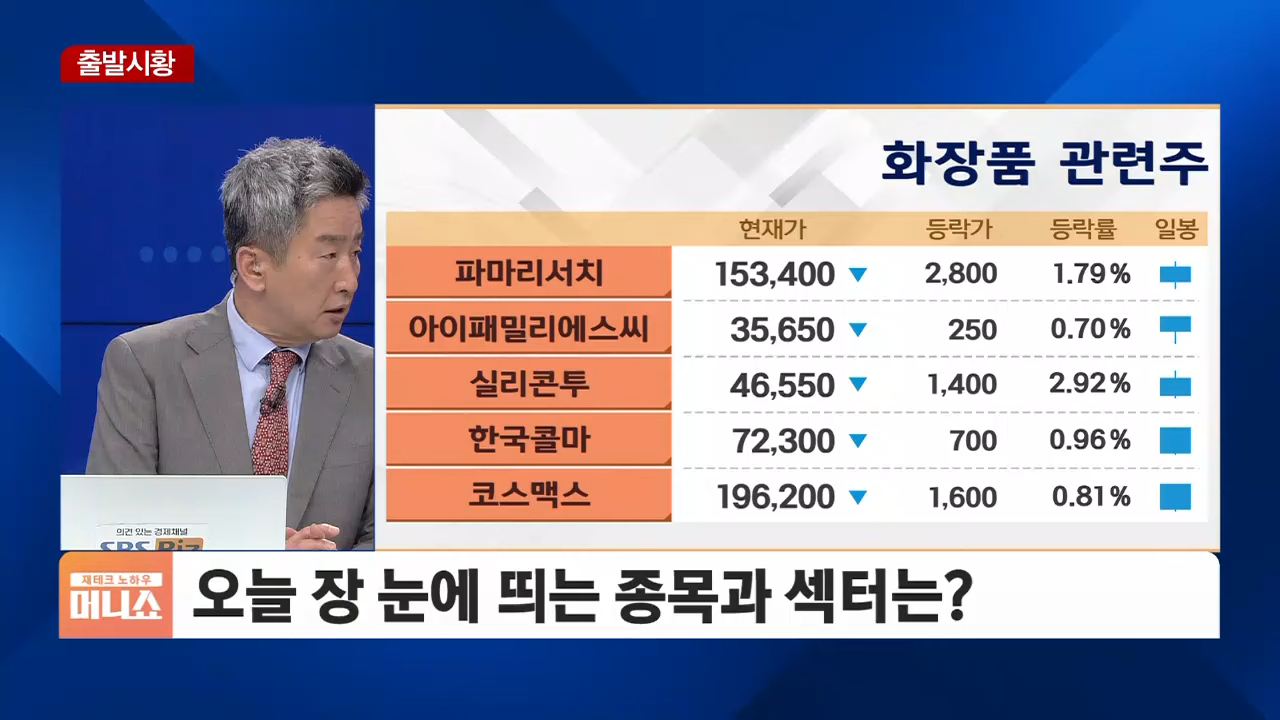 출발시황
화장품 관련주
현재가 등락가 등락률 일봉
파마리서치 153,400 ▼ 2,800 1.79%
아이패밀리에스씨 35,650 ▼ 250 0.70%
실리콘투 46,550 ▼ 1,400 2.92%
한국콜마 72,300 ▼ 700 0.96%
코스맥스 196,200 ▼ 1,600 0.81%
의견 있는 경제채널
SBS Biz
재테크 노하우
머니쇼
오늘 장 눈에 띄는 종목과 섹터는?